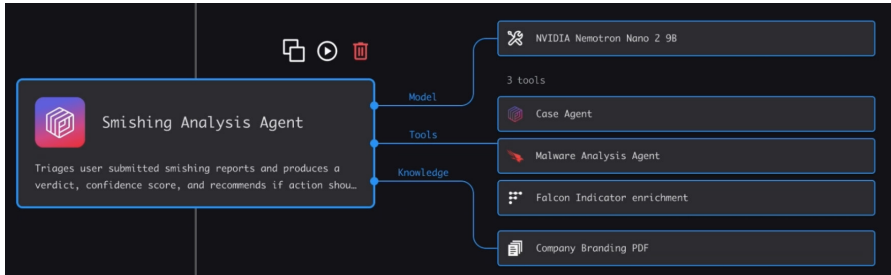 NVIDIA Nemotron Nano 2 9B
3 tools
Model
Case Agent
Smishing Analysis Agent
Tools
Malware Analysis Agent
Triages user submitted smishing reports and produces a
verdict, confidence score, and recommends if action shou…
Knowledge
Falcon Indicator enrichment
Company Branding PDF